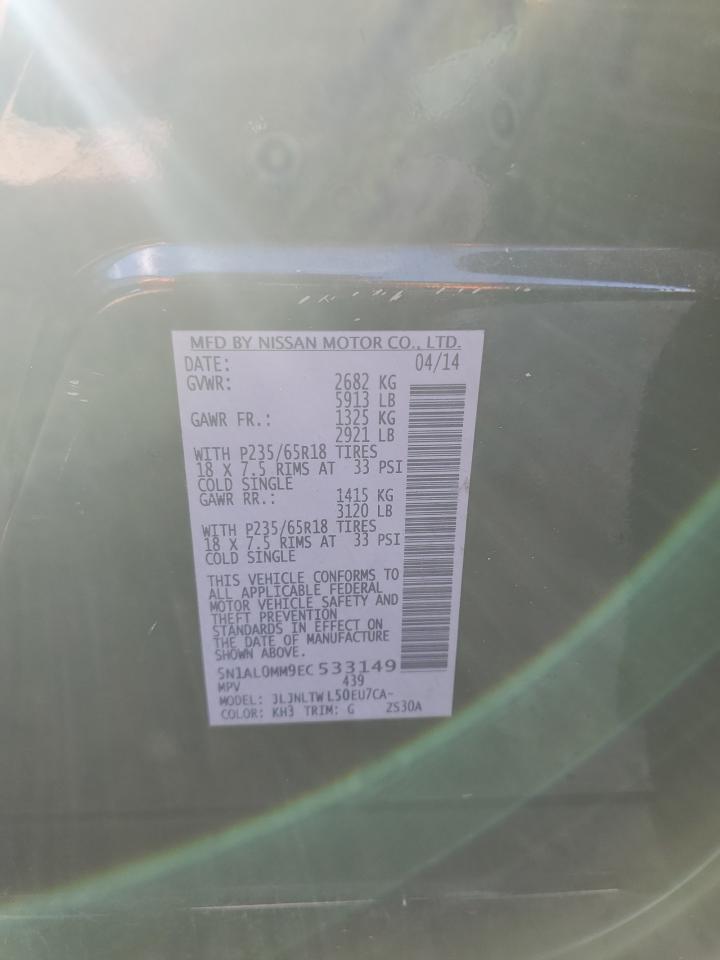 MFD BY NISSAN MOTOR CO., LTD.
DATE: 04/14
GVWR: 2682 KG
5913 LB
GAWR FR.: 1325 KG
2921 LB
WITH P235/65R18 TIRES
18 X 7.5 RIMS AT 33 PSI
COLD SINGLE
GAWR RR.: 1415 KG
3120 LB
WITH P235/65R18 TIRES
18 X 7.5 RIMS AT 33 PSI
COLD SINGLE
THIS VEHICLE CONFORMS TO
ALL APPLICABLE FEDERAL
MOTOR VEHICLE SAFETY AND
THEFT PREVENTION
STANDARDS IN EFFECT ON
THE DATE OF MANUFACTURE
SHOWN ABOVE.
5N1AL0MM9EC 533149
MPV 439
MODEL: 3LJNLTW L50EU7CA-
COLOR: KH3 TRIM: G ZS30A